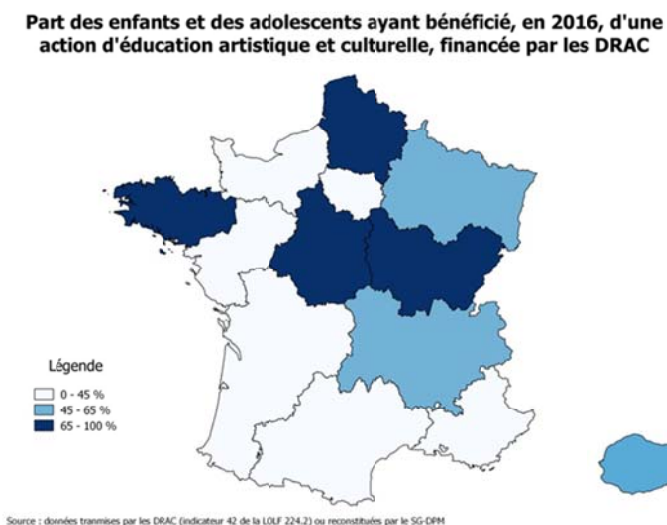 Part des enfants et des adolescents ayant bénéficié, en 2016, d'une
action d'éducation artistique et culturelle, financée par les DRAC
Légende
0 - 45 %
45 - 65 %
65 - 100 %
Source : données tranmises par les DRAC (indicateur 42 de la LOLF 224.2) ou reconstitués par le SG-DPM